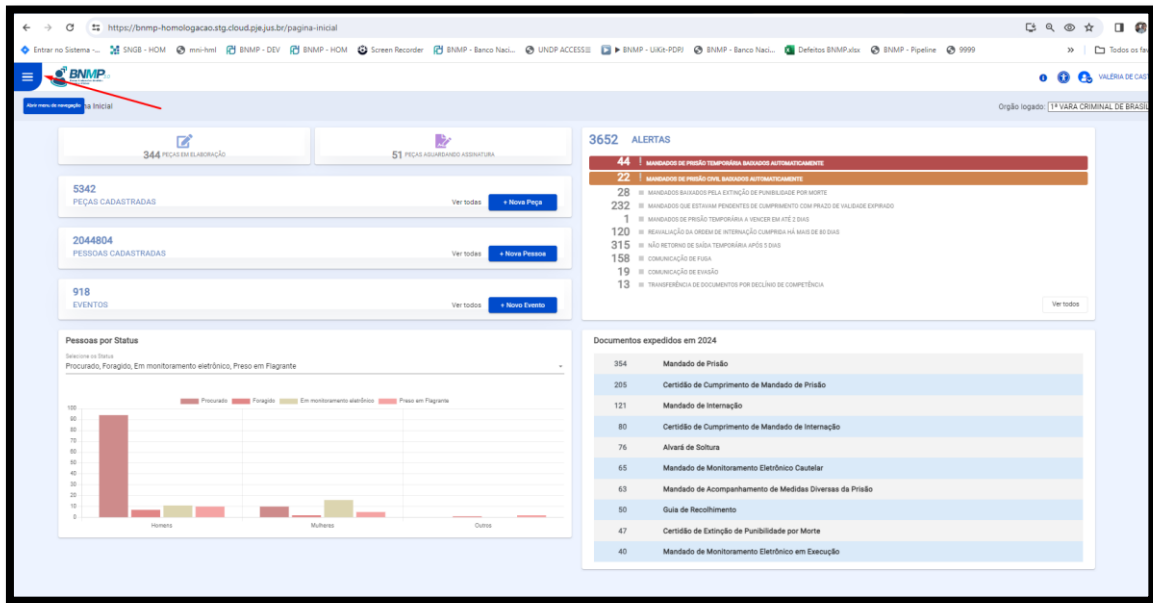 https://bnmp-homologacao.stg.cloud.pje.jus.br/pagina-inicial
Entrar no Sistema -... SNGB - HOM mni-hml BNMP - DEV BNMP - HOM Screen Recorder BNMP - Banco Naci... UNDP ACCESS BNMP - UiKit-PDPJ BNMP - Banco Naci... Defeitos BNMP.xlsx BNMP - Pipeline 9999 » Todos os fav
BNMP
VALÉRIA DE CAS
Abrir menu de navegação na Inicial
Orgão logado: 1ª VARA CRIMINAL DE BRASÍL
344 PEÇAS EM ELABORAÇÃO
51 PEÇAS AGUARDANDO ASSINATURA
5342
PEÇAS CADASTRADAS
Ver todas + Nova Peça
2044804
PESSOAS CADASTRADAS
Ver todas + Nova Pessoa
918
EVENTOS
Ver todos + Novo Evento
3652 ALERTAS
44 ! MANDADOS DE PRISÃO TEMPORÁRIA BAIXADOS AUTOMATICAMENTE
22 ! MANDADOS DE PRISÃO CIVIL BAIXADOS AUTOMATICAMENTE
28 MANDADOS BAIXADOS PELA EXTINÇÃO DE PUNIBILIDADE POR MORTE
232 MANDADOS QUE ESTAVAM PENDENTES DE CUMPRIMENTO COM PRAZO DE VALIDADE EXPIRADO
1 MANDADOS DE PRISÃO TEMPORÁRIA A VENCER EM ATÉ 2 DIAS
120 REAVALIAÇÃO DA ORDEM DE INTERNAÇÃO CUMPRIDA HÁ MAIS DE 80 DIAS
315 NÃO RETORNO DE SAÍDA TEMPORÁRIA APÓS 5 DIAS
158 COMUNICAÇÃO DE FUGA
19 COMUNICAÇÃO DE EVASÃO
13 TRANSFERÊNCIA DE DOCUMENTOS POR DECLÍNIO DE COMPETÊNCIA
Ver todos
Pessoas por Status
Selecione os Status
Procurado, Foragido, Em monitoramento eletrônico, Preso em Flagrante
Procurado Foragido Em monitoramento eletrônico Preso em Flagrante
100
90
80
70
60
50
40
30
20
10
0
Homens Mulheres Outros
Documentos expedidos em 2024
354 Mandado de Prisão
205 Certidão de Cumprimento de Mandado de Prisão
121 Mandado de Internação
80 Certidão de Cumprimento de Mandado de Internação
76 Alvará de Soltura
65 Mandado de Monitoramento Eletrônico Cautelar
63 Mandado de Acompanhamento de Medidas Diversas da Prisão
50 Guia de Recolhimento
47 Certidão de Extinção de Punibilidade por Morte
40 Mandado de Monitoramento Eletrônico em Execução